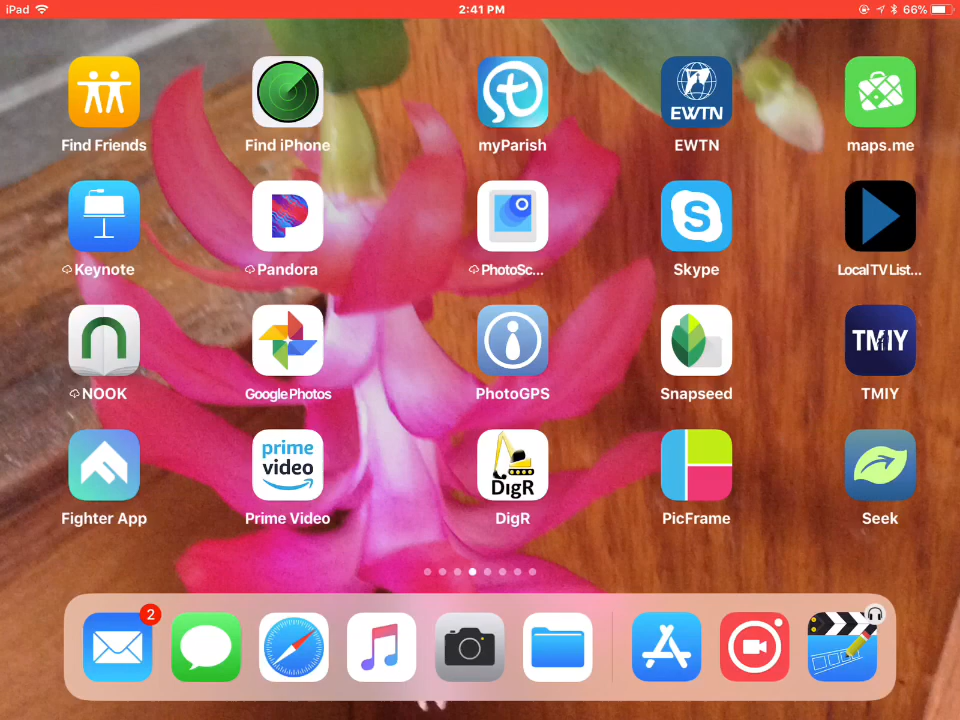 iPad 2:41 PM 66%
Find Friends Find iPhone myParish EWTN EWTN maps.me
Keynote Pandora PhotoSc... Skype Local TV List...
TMIY
NOOK Google Photos PhotoGPS Snapseed TMIY
prime
video DigR
Fighter App Prime Video DigR PicFrame Seek
2